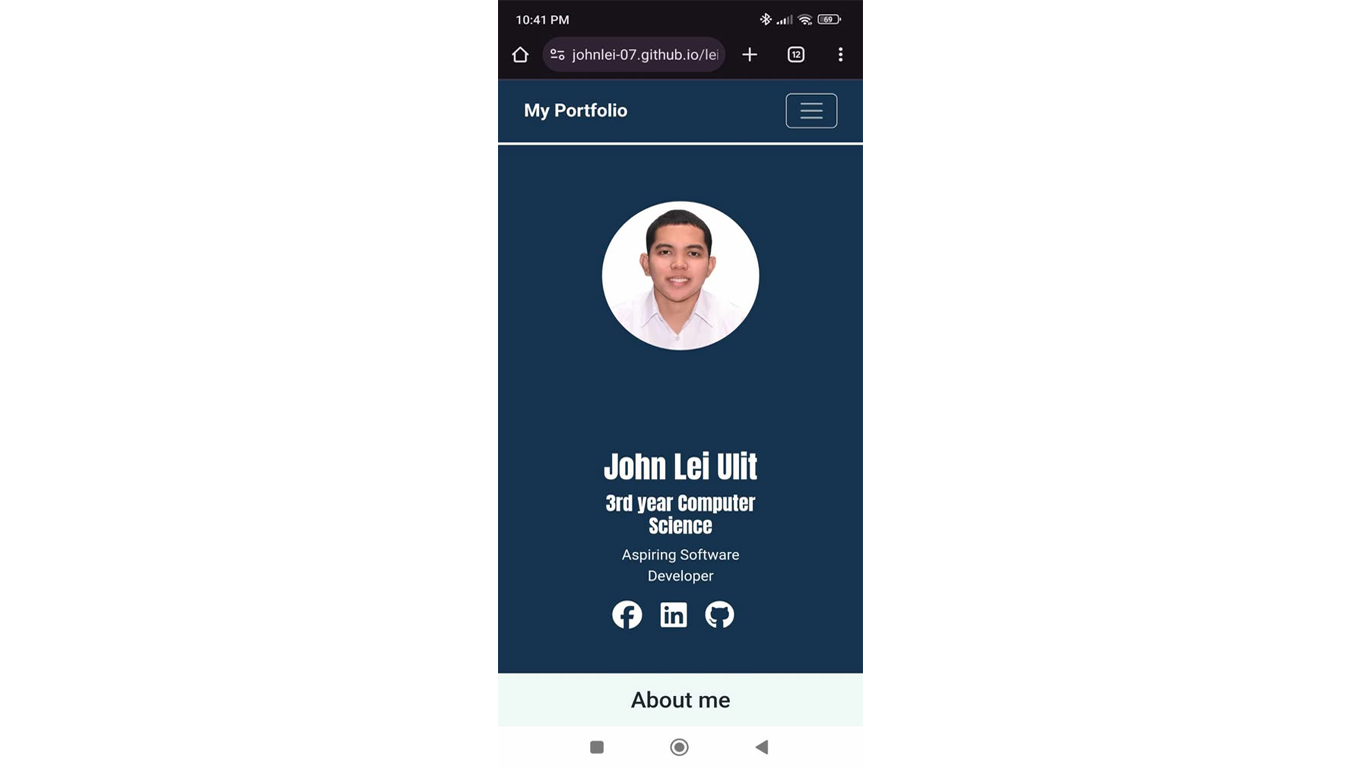 10:41 PM
69
johnlei-07.github.io/lei
12
My Portfolio
John Lei Ulit
3rd year Computer
Science
Aspiring Software
Developer
in
About me